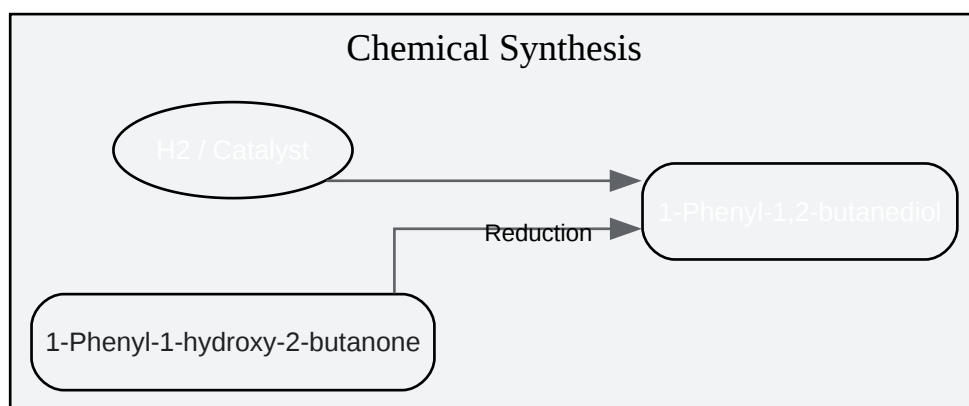 Chemical Synthesis
H2 / Catalyst
1-Phenyl-1,2-butanediol
Reduction
1-Phenyl-1-hydroxy-2-butanone